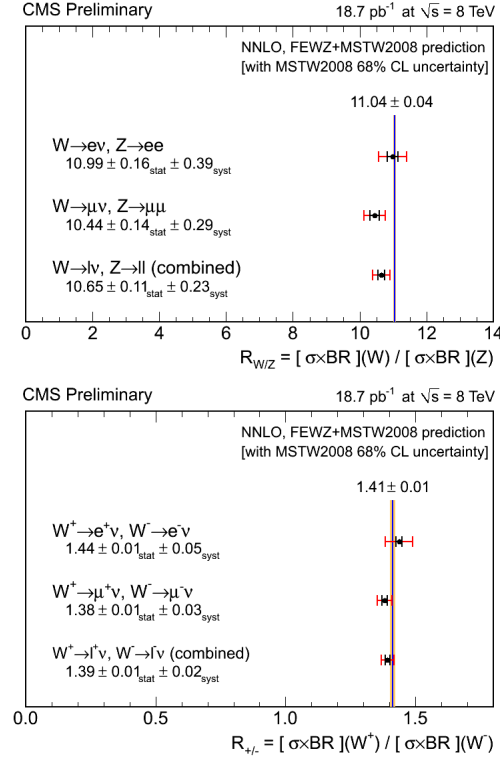 CMS Preliminary 18.7 pb⁻¹ at √s = 8 TeV
NNLO, FEWZ+MSTW2008 prediction
[with MSTW2008 68% CL uncertainty]
11.04 ± 0.04
W→eν, Z→ee
10.99 ± 0.16stat ± 0.39syst
W→μν, Z→μμ
10.44 ± 0.14stat ± 0.29syst
W→lν, Z→ll (combined)
10.65 ± 0.11stat ± 0.23syst
0 2 4 6 8 10 12 14
R_W/Z = [ σ×BR ](W) / [ σ×BR ](Z)
CMS Preliminary 18.7 pb⁻¹ at √s = 8 TeV
NNLO, FEWZ+MSTW2008 prediction
[with MSTW2008 68% CL uncertainty]
1.41 ± 0.01
W⁺→e⁺ν, W⁻→e⁻ν
1.44 ± 0.01stat ± 0.05syst
W⁺→μ⁺ν, W⁻→μ⁻ν
1.38 ± 0.01stat ± 0.03syst
W⁺→l⁺ν, W⁻→l⁻ν (combined)
1.39 ± 0.01stat ± 0.02syst
0.0 0.5 1.0 1.5
R_+/- = [ σ×BR ](W⁺) / [ σ×BR ](W⁻)